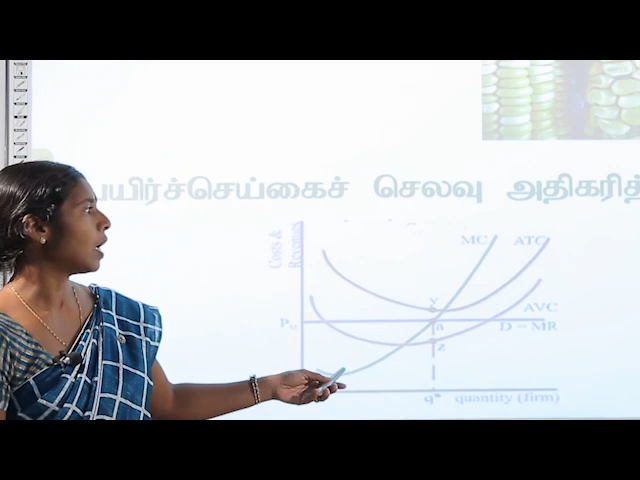 பயிர்ச்செய்கைச் செலவு அதிகரித்
Costs &
Revenues
MC ATC
y
AVC
P
a
D = MR
z
q* quantity (firm)